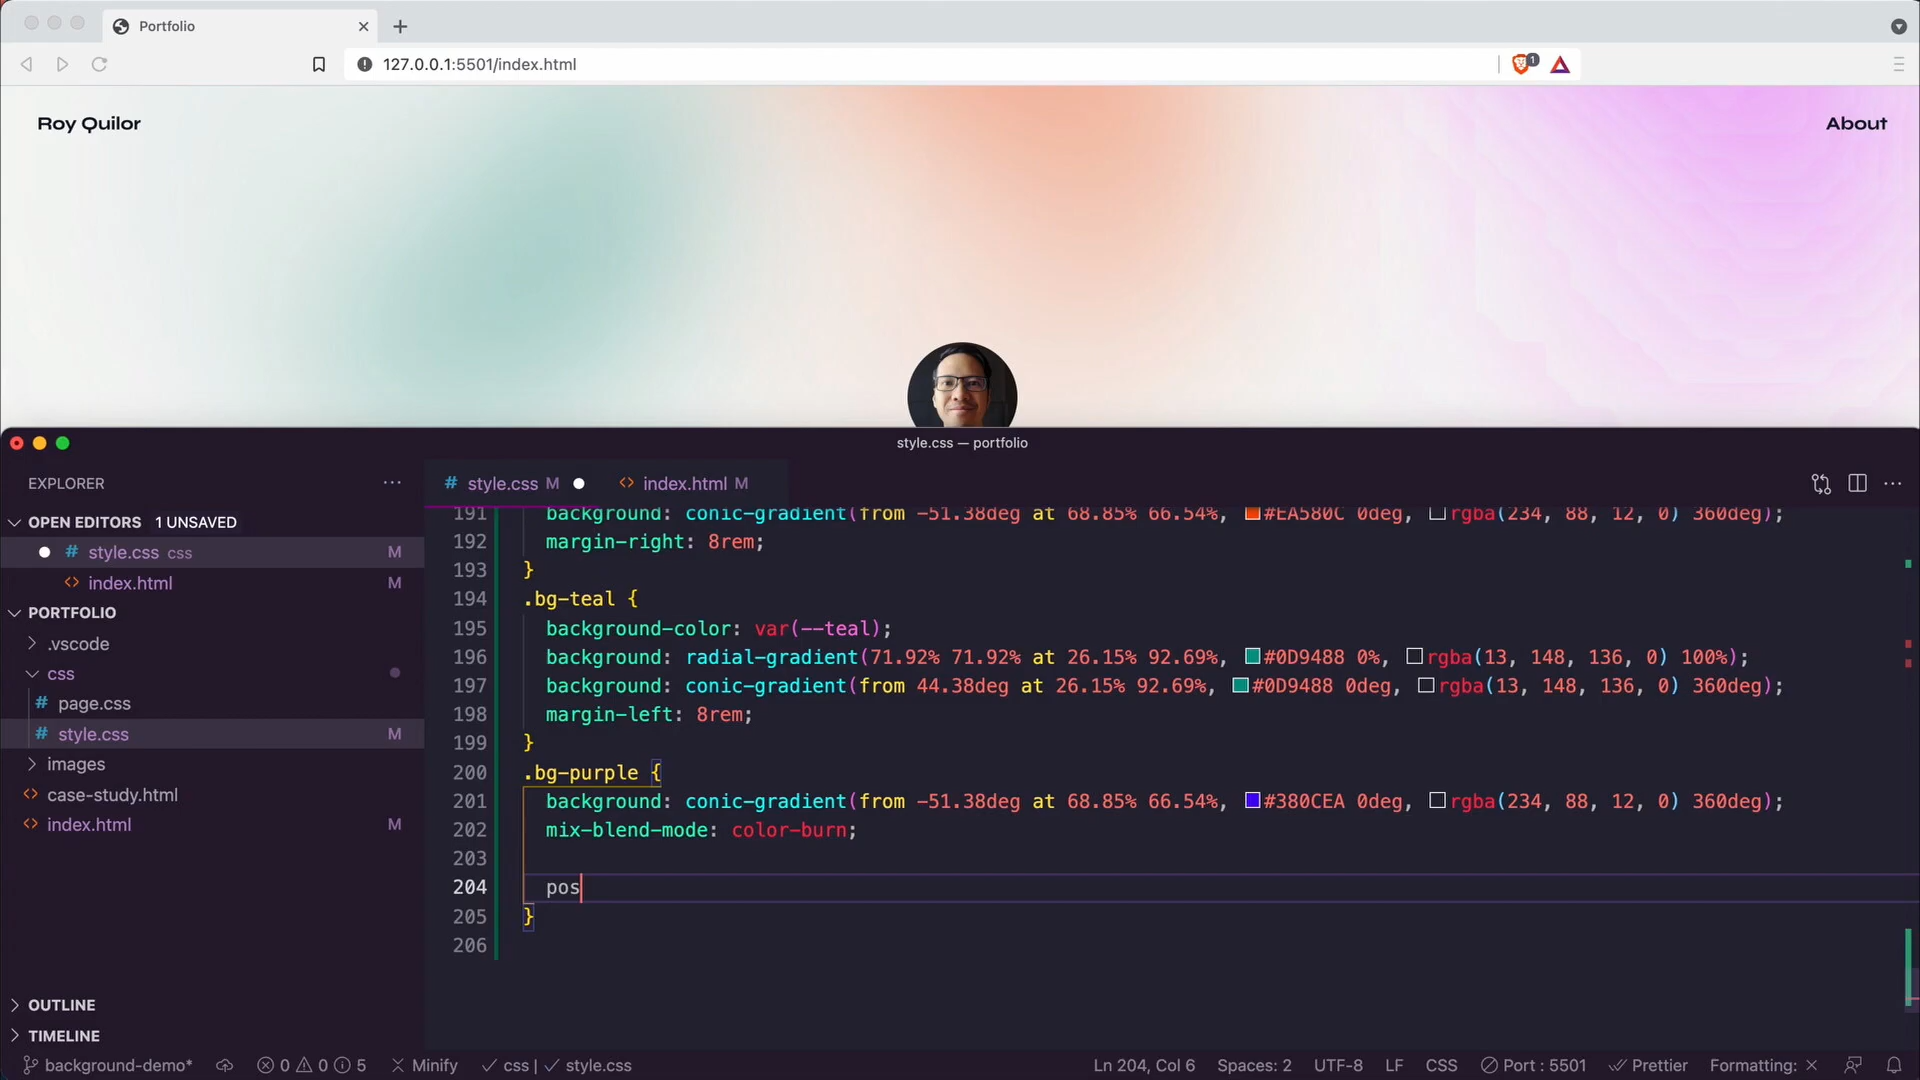 Portfolio
127.0.0.1:5501/index.html
1
Roy Quilor
About
style.css — portfolio
EXPLORER
style.css M
index.html M
OPEN EDITORS 1 UNSAVED
style.css css M
index.html M
PORTFOLIO
.vscode
css
page.css
style.css M
images
case-study.html
index.html M
OUTLINE
TIMELINE
191 background: conic-gradient(from -51.38deg at 68.85% 66.54%, #EA580C 0deg, rgba(234, 88, 12, 0) 360deg);
192 margin-right: 8rem;
193 }
194 .bg-teal {
195 background-color: var(--teal);
196 background: radial-gradient(71.92% 71.92% at 26.15% 92.69%, #0D9488 0%, rgba(13, 148, 136, 0) 100%);
197 background: conic-gradient(from 44.38deg at 26.15% 92.69%, #0D9488 0deg, rgba(13, 148, 136, 0) 360deg);
198 margin-left: 8rem;
199 }
200 .bg-purple {
201 background: conic-gradient(from -51.38deg at 68.85% 66.54%, #380CEA 0deg, rgba(234, 88, 12, 0) 360deg);
202 mix-blend-mode: color-burn;
203
204 pos
205 }
206
background-demo* 0 0 5 Minify css | style.css Ln 204, Col 6 Spaces: 2 UTF-8 LF CSS Port : 5501 Prettier Formatting: